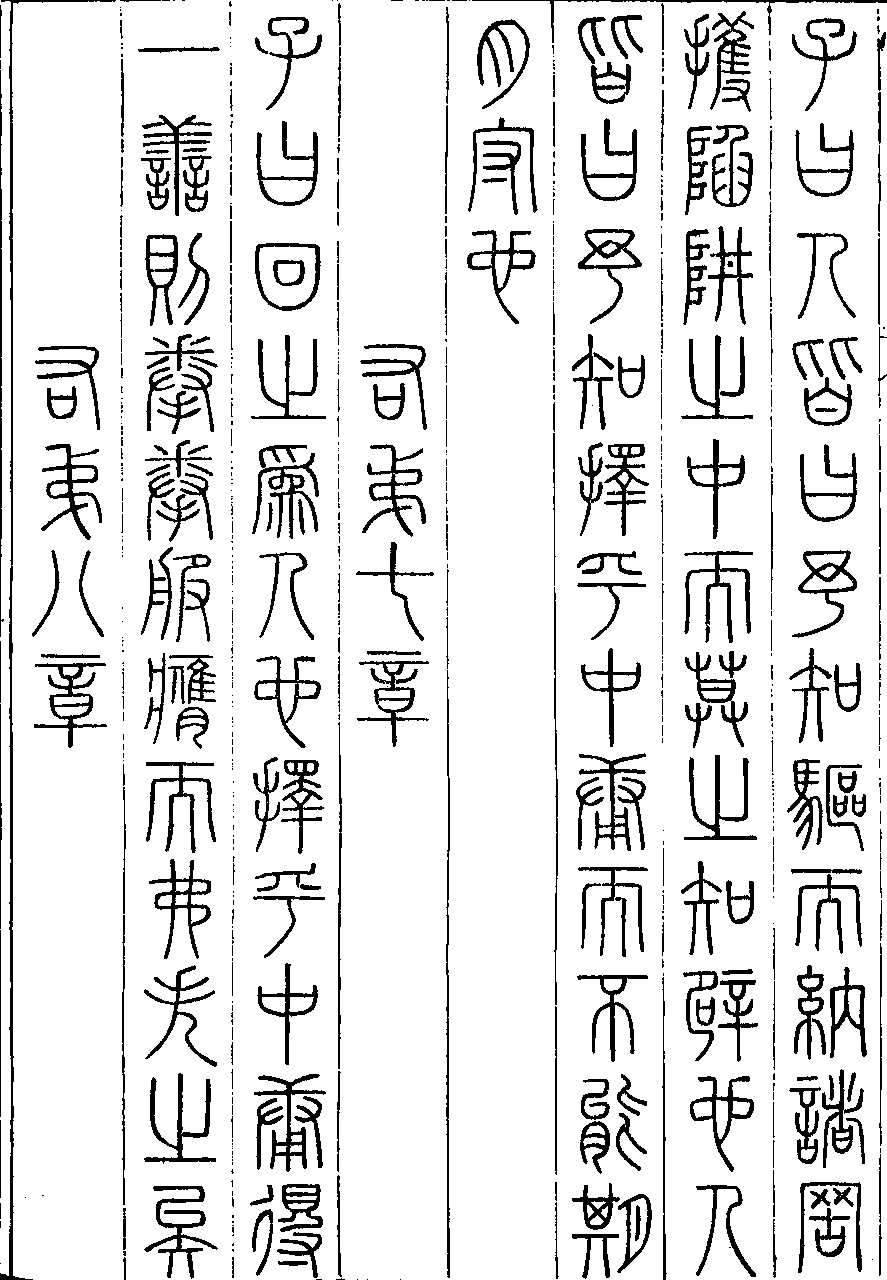 子曰人皆曰予知驅而納諸罟
擭陷阱之中而莫之知辟也人
皆曰予知擇乎中庸而不能期
月守也
右弟七章
子曰回之爲人也擇乎中庸得
一善則拳拳服膺而弗失之矣
右弟八章